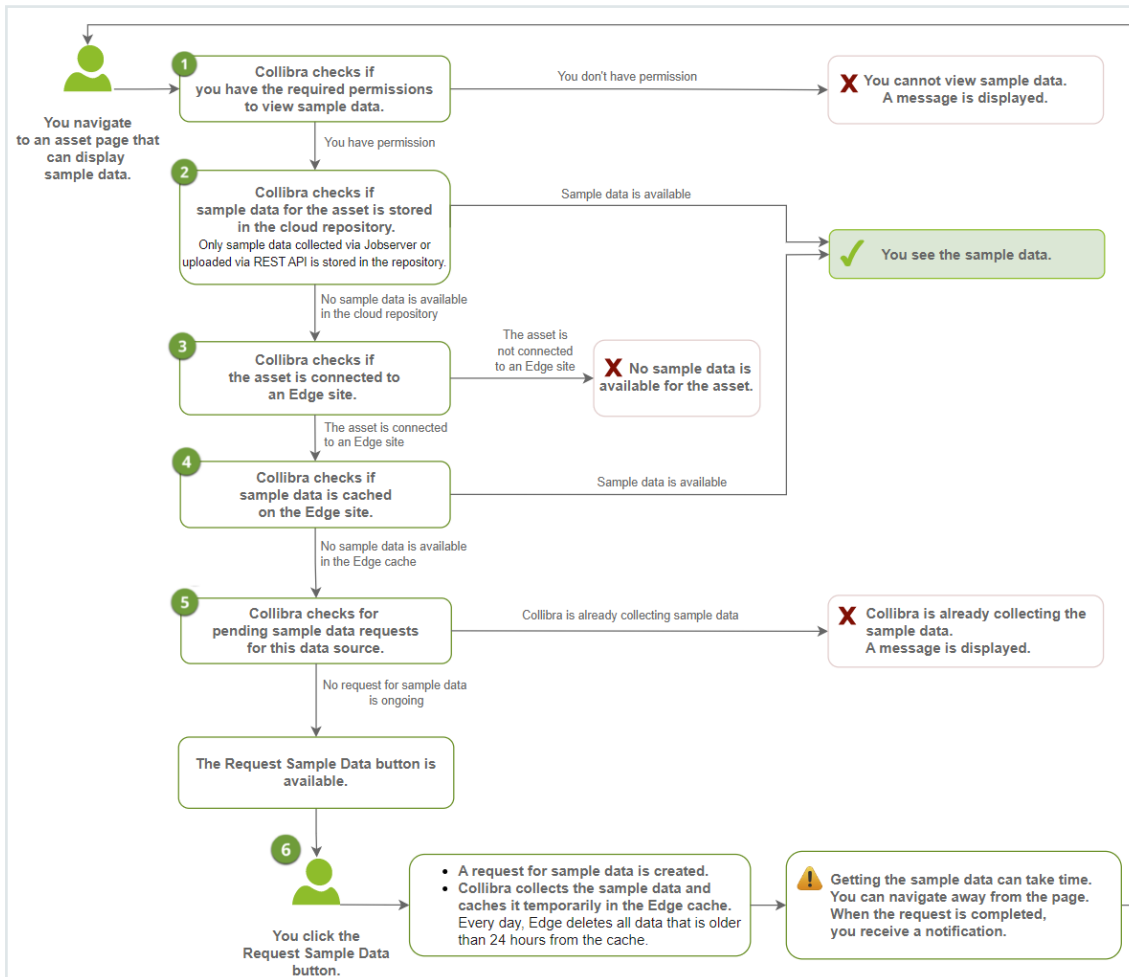 1
Collibra checks if
you have the required permissions
to view sample data.
You don't have permission
X You cannot view sample data.
A message is displayed.
You navigate
to an asset page that
can display
sample data.
You have permission
2
Collibra checks if
sample data for the asset is stored
in the cloud repository.
Only sample data collected via Jobserver or
uploaded via REST API is stored in the repository.
Sample data is available
You see the sample data.
No sample data is available
in the cloud repository
3
Collibra checks if
the asset is connected to
an Edge site.
The asset is
not connected
to an Edge site
X No sample data is
available for the asset.
The asset is connected
to an Edge site
4
Collibra checks if
sample data is cached
on the Edge site.
Sample data is available
No sample data is available
in the Edge cache
5
Collibra checks for
pending sample data requests
for this data source.
Collibra is already collecting sample data
X Collibra is already collecting the
sample data.
A message is displayed.
No request for sample data
is ongoing
The Request Sample Data button is
available.
6
You click the
Request Sample Data
button.
• A request for sample data is created.
• Collibra collects the sample data and
caches it temporarily in the Edge cache.
Every day, Edge deletes all data that is older
than 24 hours from the cache.
Getting the sample data can take time.
You can navigate away from the page.
When the request is completed,
you receive a notification.